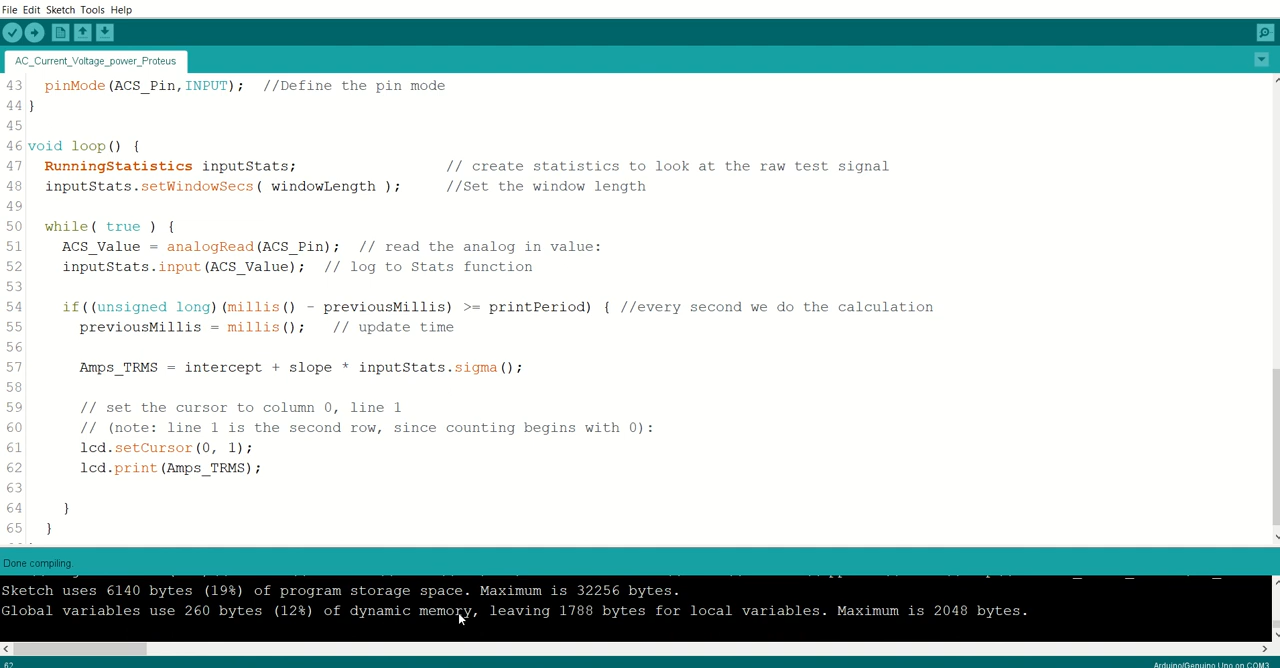 File Edit Sketch Tools Help
AC_Current_Voltage_power_Proteus
43 pinMode(ACS_Pin,INPUT); //Define the pin mode
44 }
45
46 void loop() {
47 RunningStatistics inputStats; // create statistics to look at the raw test signal
48 inputStats.setWindowSecs( windowLength ); //Set the window length
49
50 while( true ) {
51 ACS_Value = analogRead(ACS_Pin); // read the analog in value:
52 inputStats.input(ACS_Value); // log to Stats function
53
54 if((unsigned long)(millis() - previousMillis) >= printPeriod) { //every second we do the calculation
55 previousMillis = millis(); // update time
56
57 Amps_TRMS = intercept + slope * inputStats.sigma();
58
59 // set the cursor to column 0, line 1
60 // (note: line 1 is the second row, since counting begins with 0):
61 lcd.setCursor(0, 1);
62 lcd.print(Amps_TRMS);
63
64 }
65 }
Done compiling.
Sketch uses 6140 bytes (19%) of program storage space. Maximum is 32256 bytes.
Global variables use 260 bytes (12%) of dynamic memory, leaving 1788 bytes for local variables. Maximum is 2048 bytes.
62 Arduino/Genuino Uno on COM3